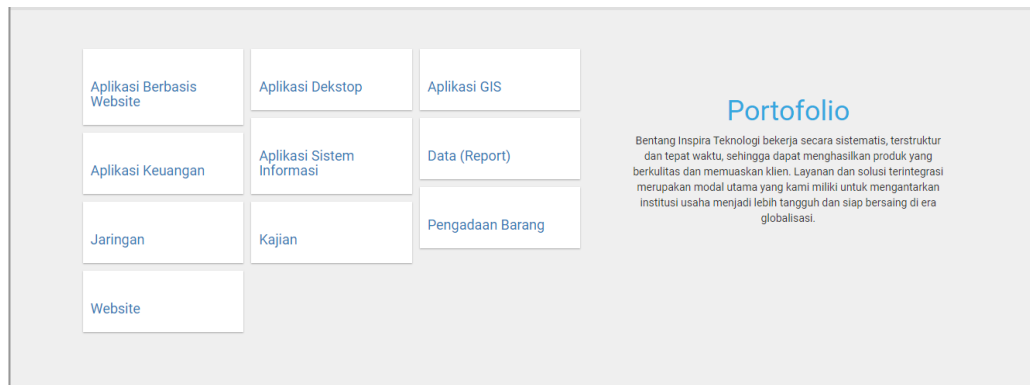 Aplikasi Berbasis
Website
Aplikasi Keuangan
Jaringan
Website
Aplikasi Dekstop
Aplikasi Sistem
Informasi
Kajian
Aplikasi GIS
Data (Report)
Pengadaan Barang
Portofolio
Bentang Inspira Teknologi bekerja secara sistematis, terstruktur
dan tepat waktu, sehingga dapat menghasilkan produk yang
berkulitas dan memuaskan klien. Layanan dan solusi terintegrasi
merupakan modal utama yang kami miliki untuk mengantarkan
institusi usaha menjadi lebih tangguh dan siap bersaing di era
globalisasi.